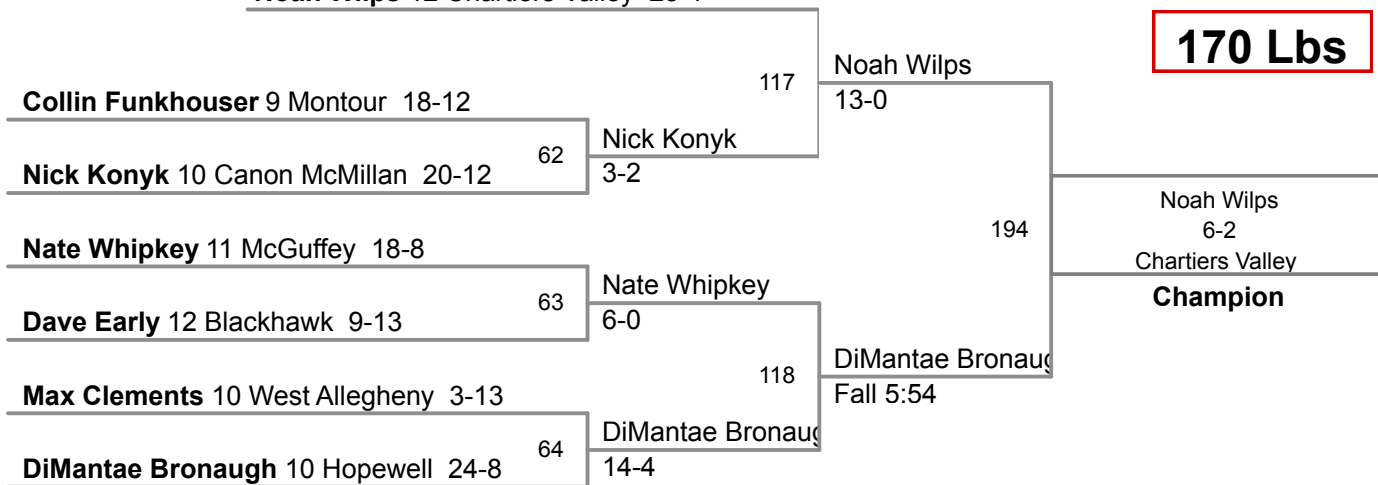 170 Lbs
117
Noah Wilps
13-0
Collin Funkhouser 9 Montour 18-12
62
Nick Konyk
3-2
Nick Konyk 10 Canon McMillan 20-12
194
Noah Wilps
6-2
Chartiers Valley
Champion
Nate Whipkey 11 McGuffey 18-8
63
Nate Whipkey
6-0
Dave Early 12 Blackhawk 9-13
118
DiMantae Bronaug
Fall 5:54
Max Clements 10 West Allegheny 3-13
64
DiMantae Bronaug
14-4
DiMantae Bronaugh 10 Hopewell 24-8